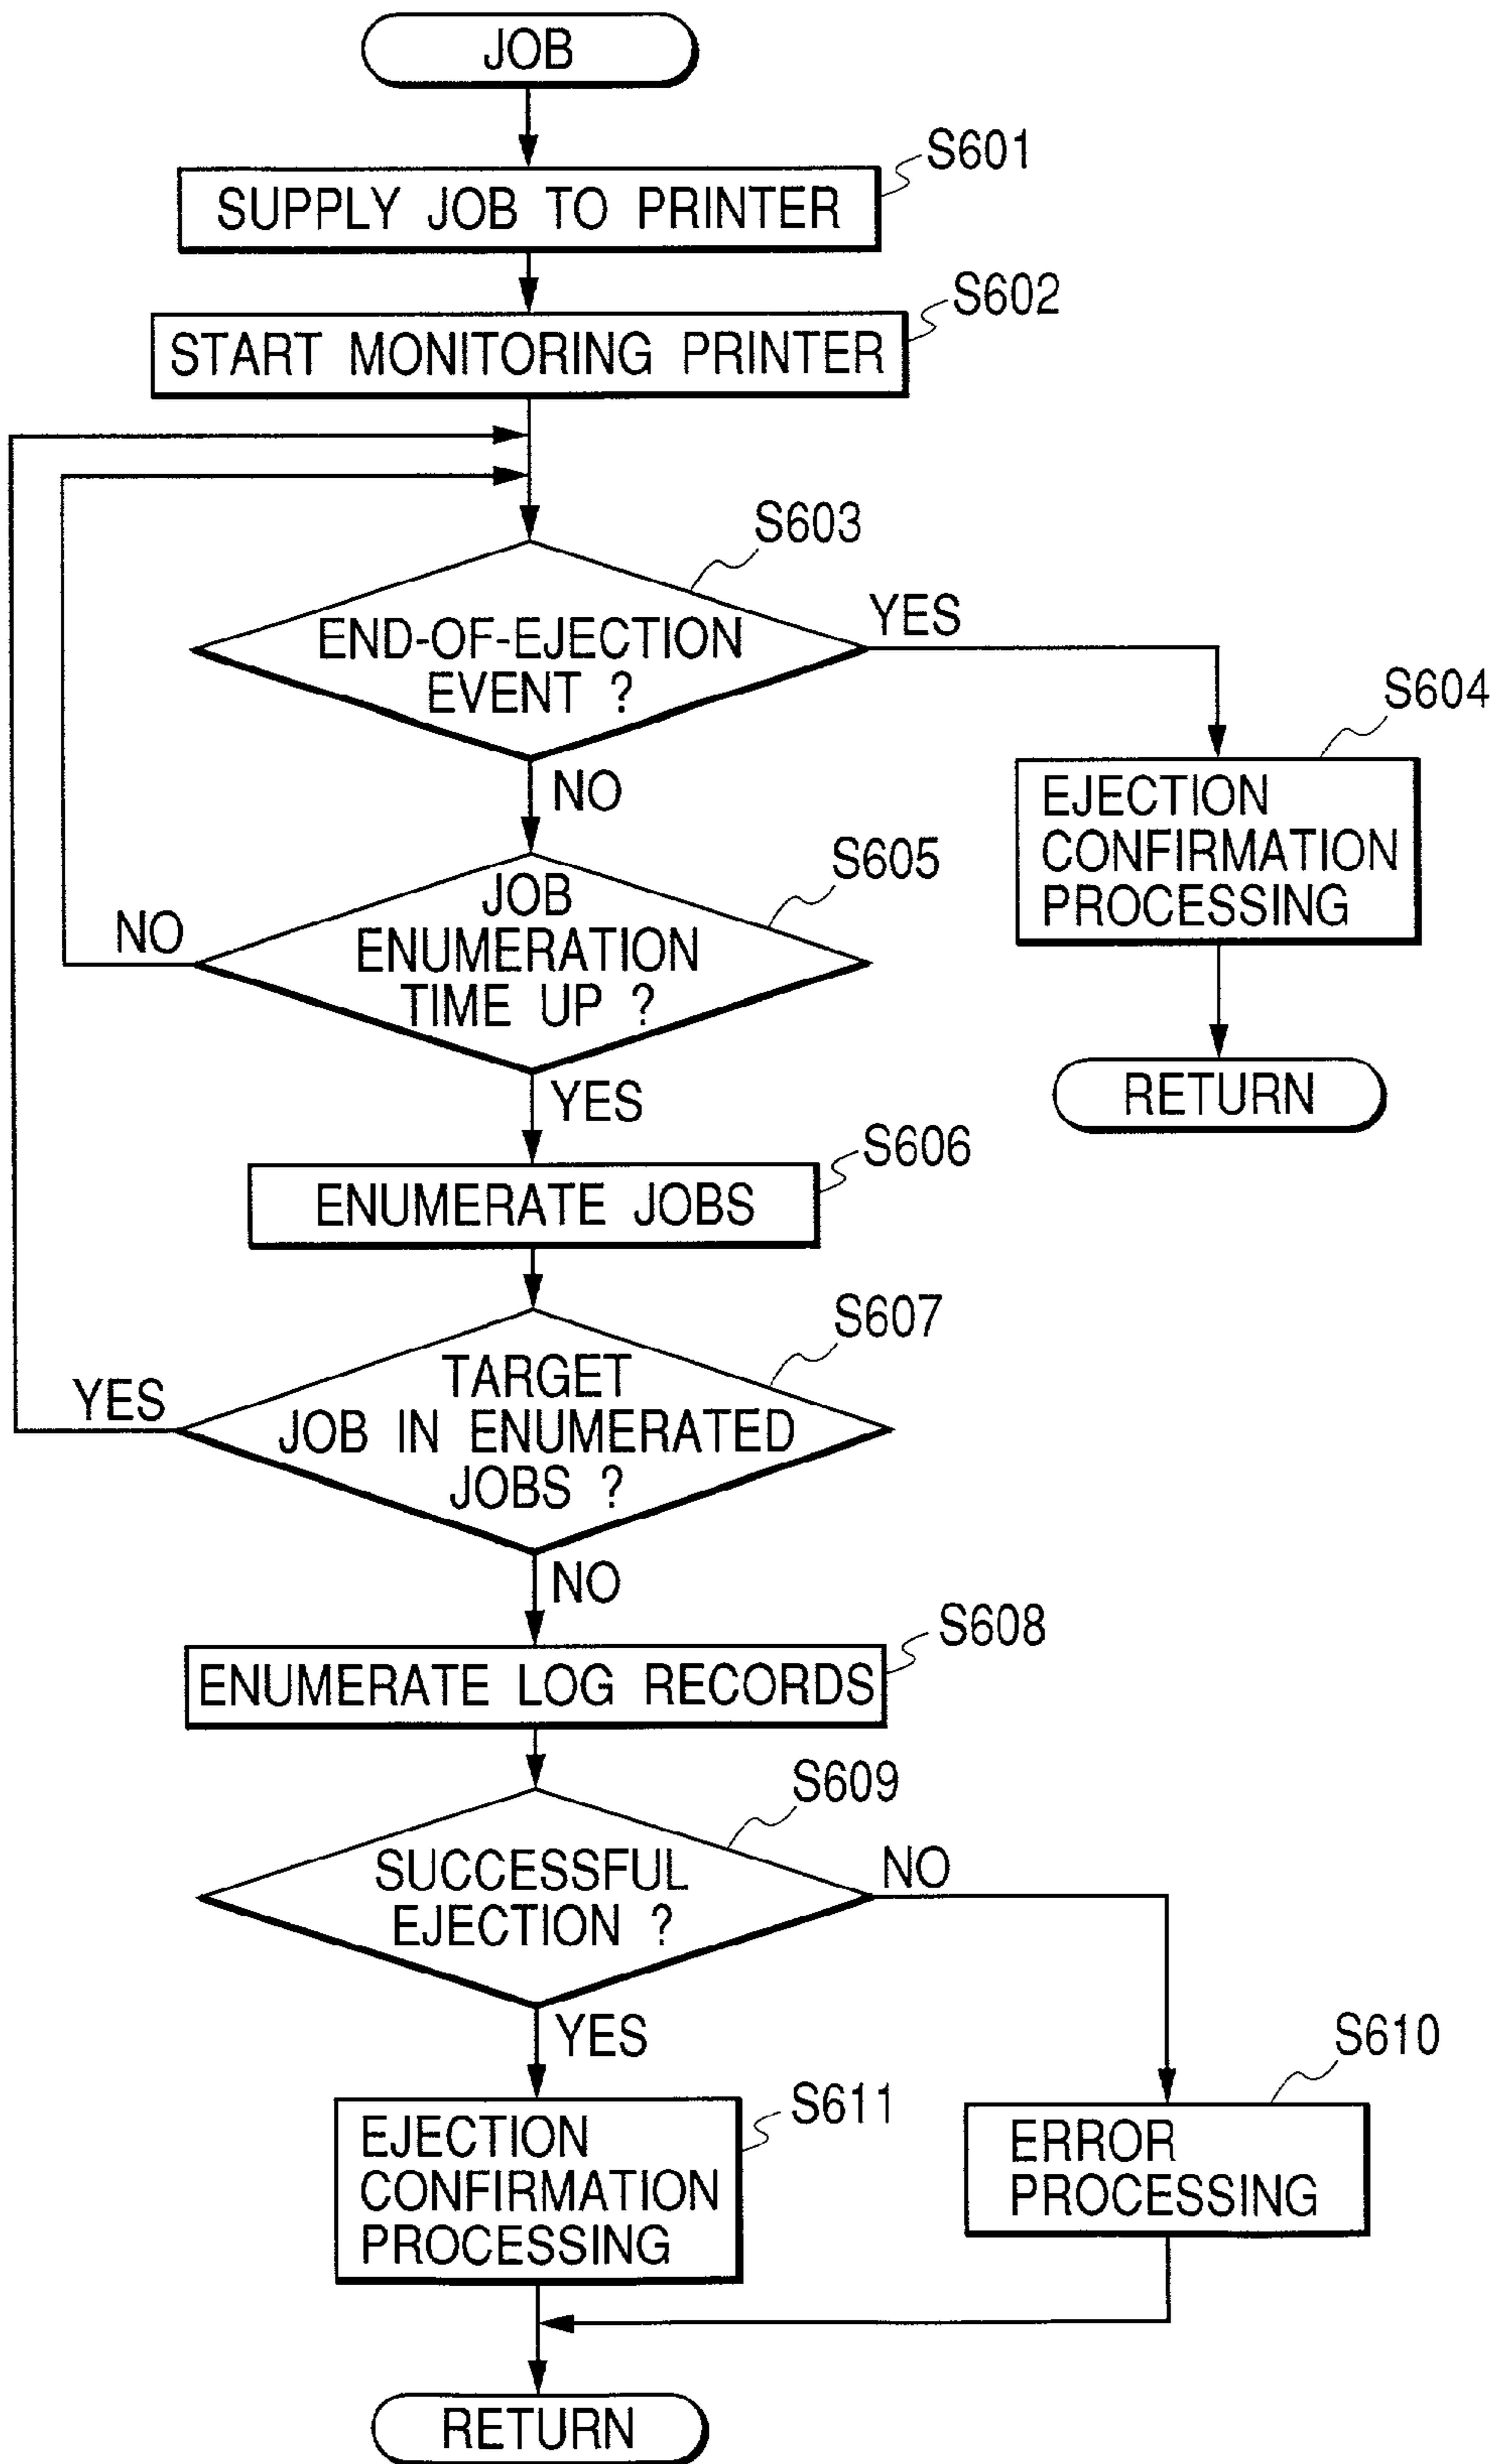 JOB
S601
SUPPLY JOB TO PRINTER
S602
START MONITORING PRINTER
S603
END-OF-EJECTION
EVENT ?
YES
NO
S604
EJECTION
CONFIRMATION
PROCESSING
RETURN
S605
JOB
ENUMERATION
TIME UP ?
NO
YES
S606
ENUMERATE JOBS
S607
TARGET
JOB IN ENUMERATED
JOBS ?
YES
NO
S608
ENUMERATE LOG RECORDS
S609
SUCCESSFUL
EJECTION ?
NO
YES
S610
ERROR
PROCESSING
S611
EJECTION
CONFIRMATION
PROCESSING
RETURN